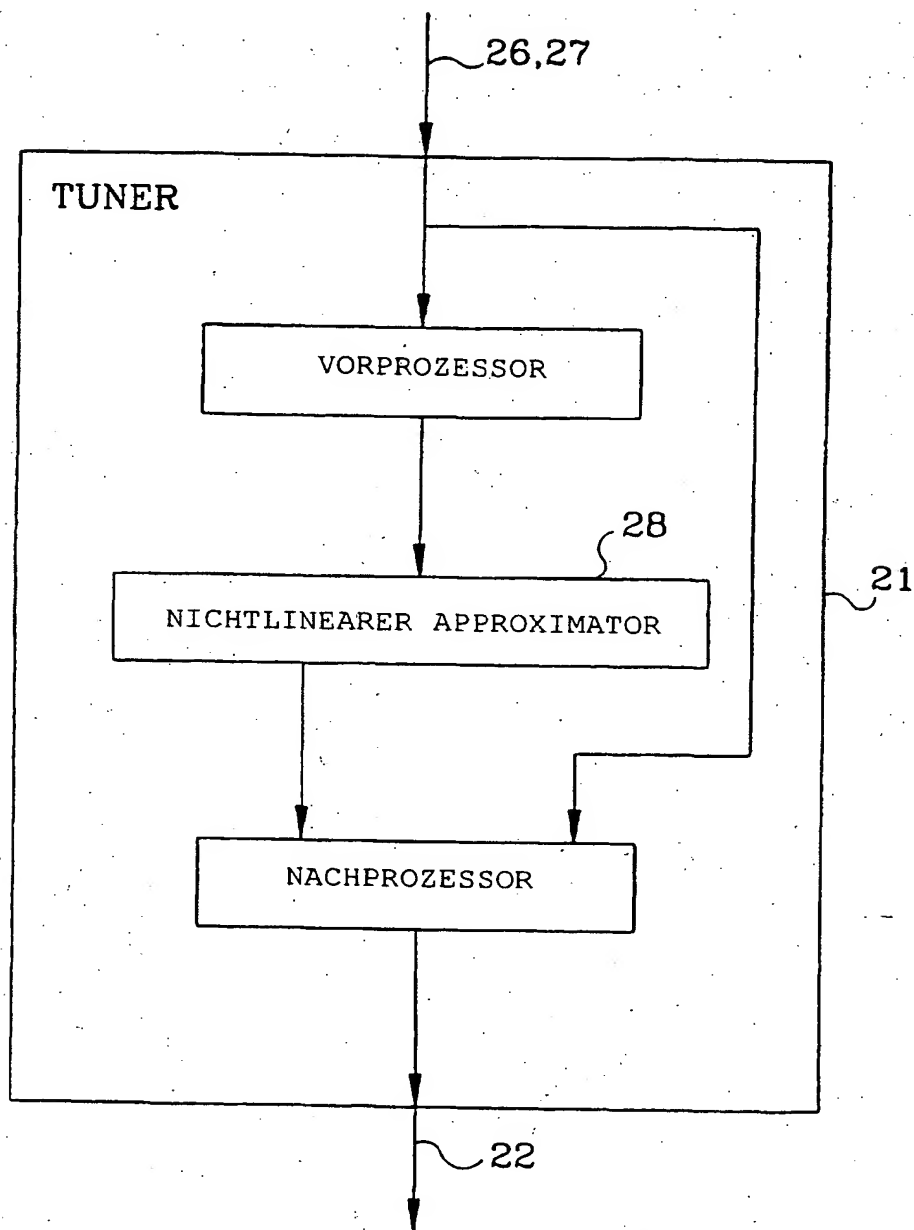 26,27
TUNER
VORPROZESSOR
28
NICHTLINEARER APPROXIMATOR
21
NACHPROZESSOR
22